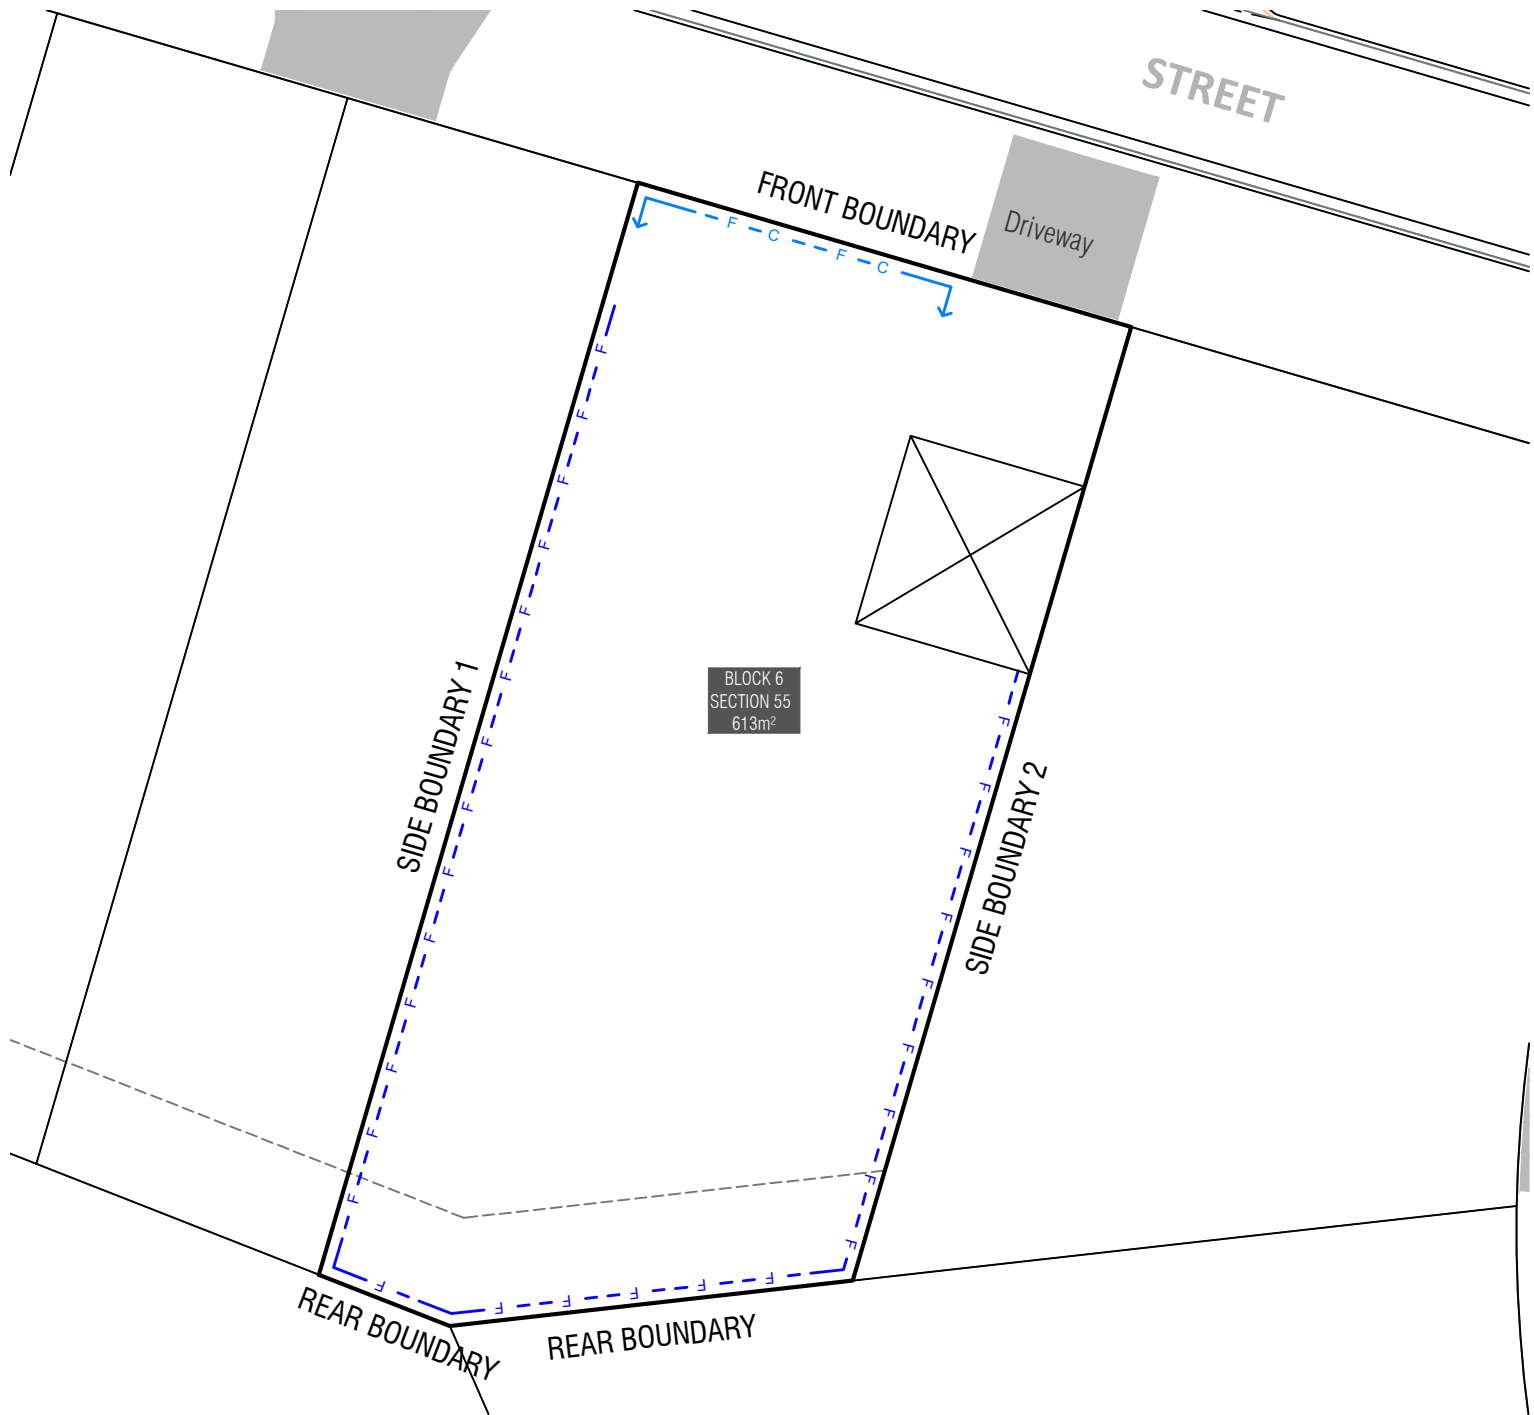 STREET
FRONT BOUNDARY
Driveway
F C F C
F F F F F F F F F F F F F F
SIDE BOUNDARY 1
BLOCK 6
SECTION 55
613m²
F F F F F F F F F
SIDE BOUNDARY 2
F F F F F F
REAR BOUNDARY
REAR BOUNDARY